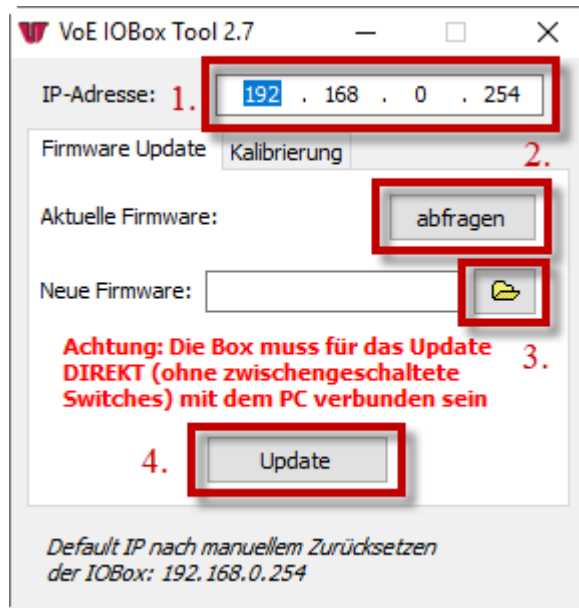 VoE IOBox Tool 2.7
IP-Adresse: 1. 192 . 168 . 0 . 254
Firmware Update Kalibrierung 2.
Aktuelle Firmware: abfragen
Neue Firmware:
Achtung: Die Box muss für das Update
DIREKT (ohne zwischengeschaltete 3.
Switches) mit dem PC verbunden sein
4. Update
Default IP nach manuellem Zurücksetzen
der IOBox: 192.168.0.254